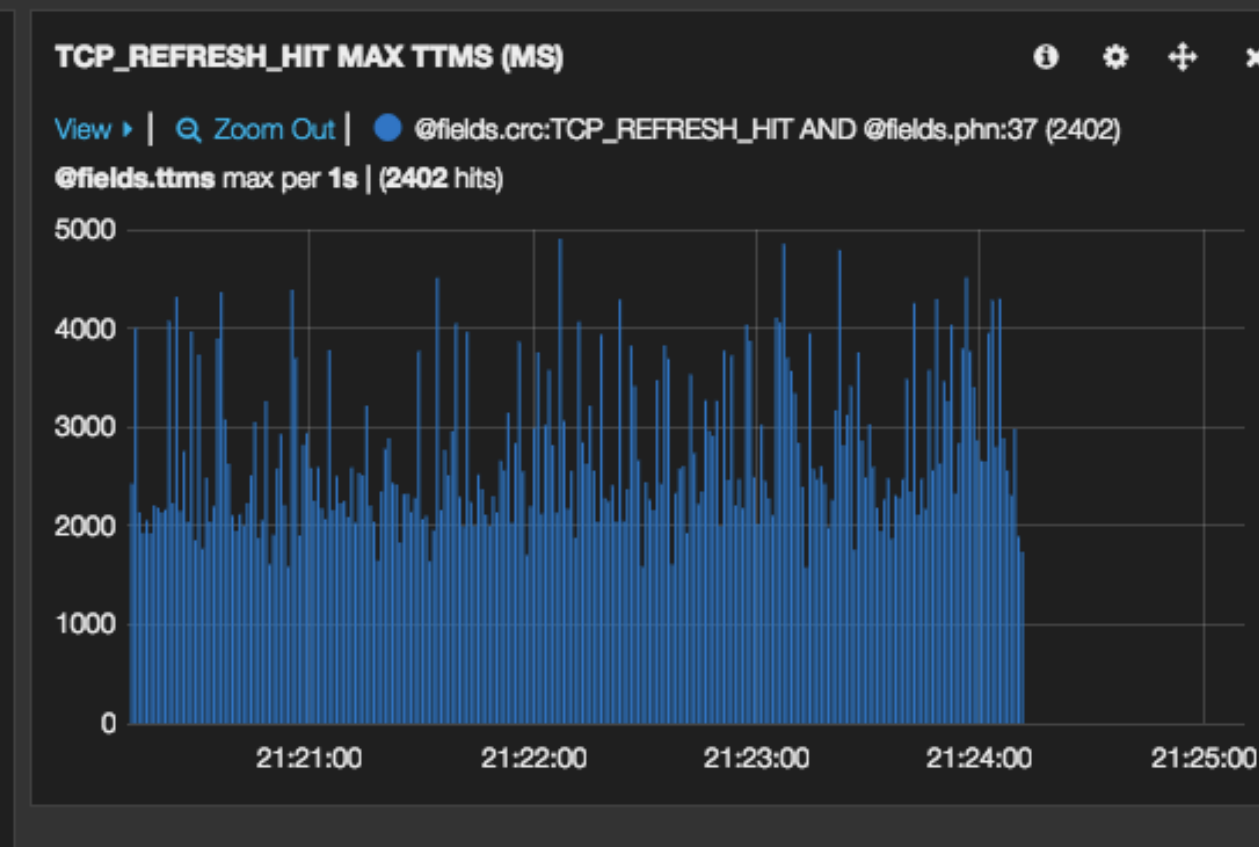 TCP_REFRESH_HIT MAX TTMS (MS)
View | Zoom Out | @fields.crc:TCP_REFRESH_HIT AND @fields.phn:37 (2402)
@fields.ttms max per 1s | (2402 hits)
5000
4000
3000
2000
1000
0
21:21:00 21:22:00 21:23:00 21:24:00 21:25:00